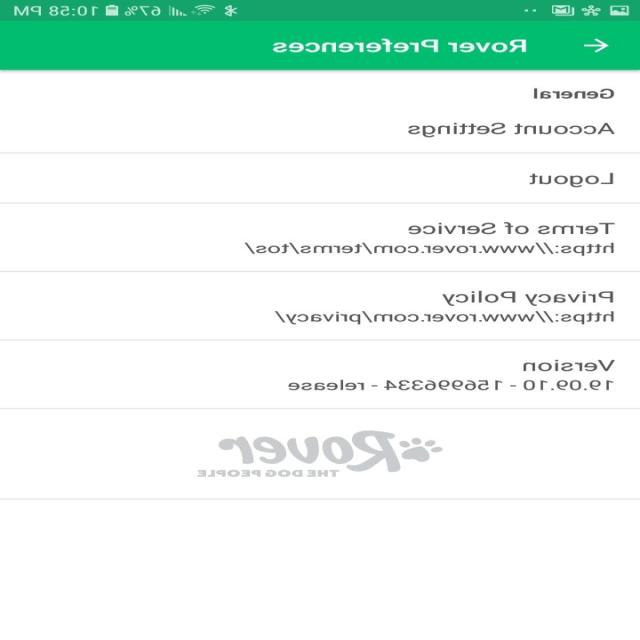 67% 10:58 PM
Rover Preferences
General
Account Settings
Logout
Terms of Service
https://www.rover.com/terms/tos/
Privacy Policy
https://www.rover.com/privacy/
Version
19.09.10 - 156996334 - release
Rover
THE DOG PEOPLE